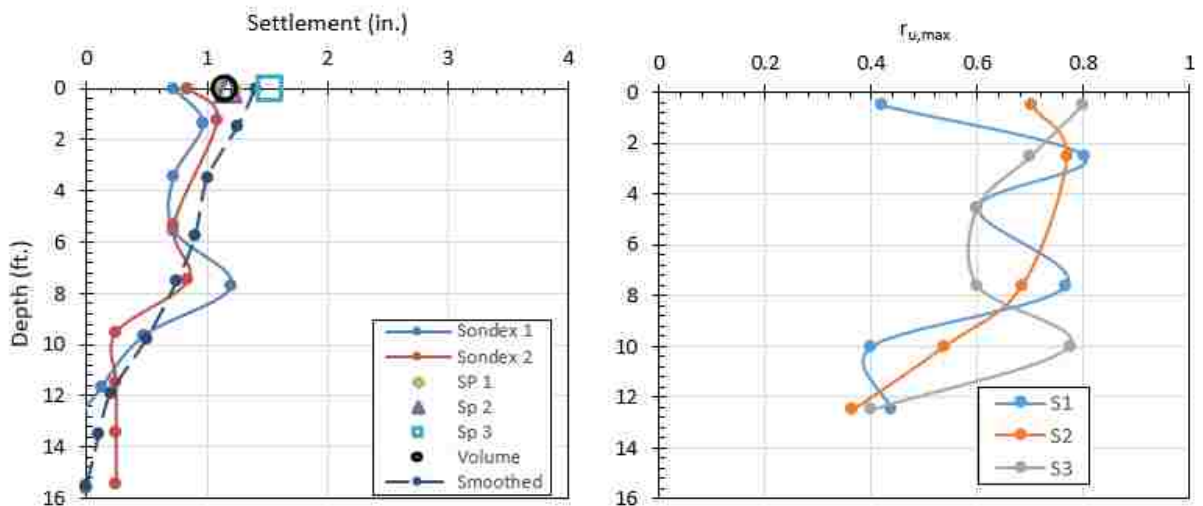 Settlement (in.)
0 1 2 3 4
0
2
4
6
8
10
12
14
16
Depth (ft.)
Sondex 1
Sondex 2
SP 1
Sp 2
Sp 3
Volume
Smoothed
r_u,max
0 0.2 0.4 0.6 0.8 1
0
2
4
6
8
10
12
14
16
S1
S2
S3